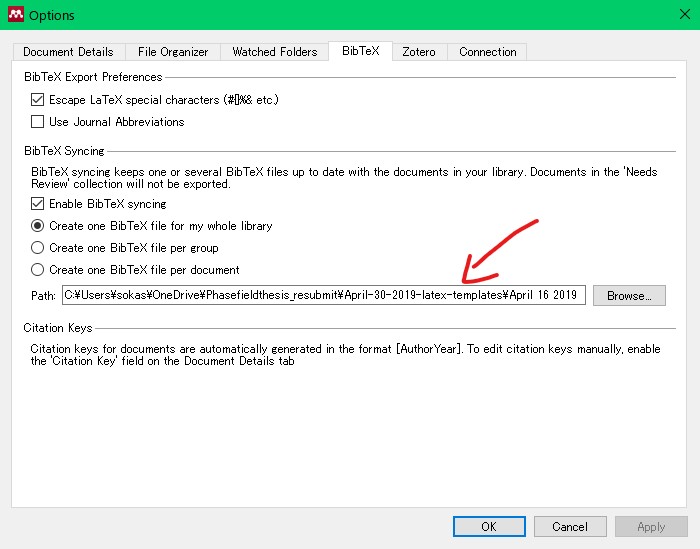 Options
Document Details File Organizer Watched Folders BibTeX Zotero Connection
BibTeX Export Preferences
Escape LaTeX special characters (#{}%& etc.)
Use Journal Abbreviations
BibTeX Syncing
BibTeX syncing keeps one or several BibTeX files up to date with the documents in your library. Documents in the 'Needs
Review' collection will not be exported.
Enable BibTeX syncing
Create one BibTeX file for my whole library
Create one BibTeX file per group
Create one BibTeX file per document
Path: C:¥Users¥sokas¥OneDrive¥Phasefieldthesis_resubmit¥April-30-2019-latex-templates¥April 16 2019 Browse...
Citation Keys
Citation keys for documents are automatically generated in the format [AuthorYear]. To edit citation keys manually, enable
the 'Citation Key' field on the Document Details tab
OK Cancel Apply